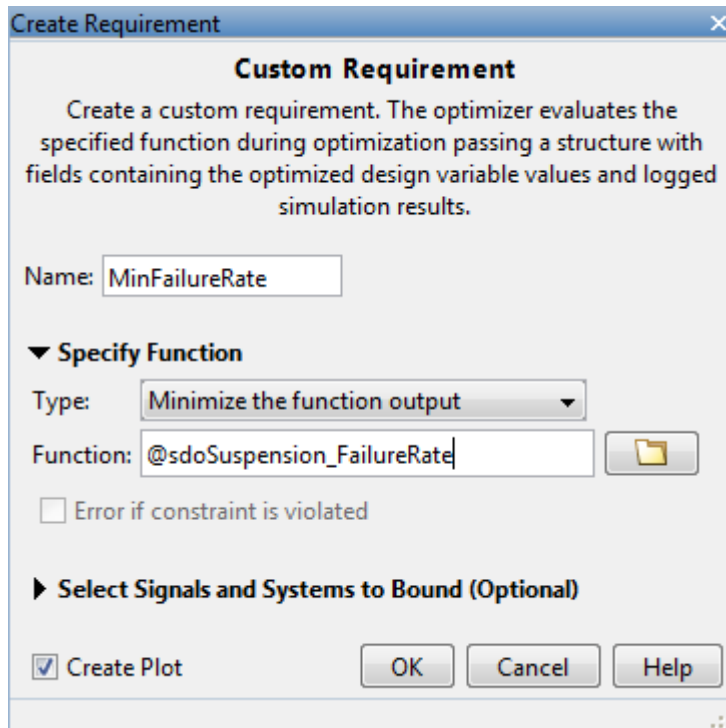 Create Requirement
Custom Requirement
Create a custom requirement. The optimizer evaluates the
specified function during optimization passing a structure with
fields containing the optimized design variable values and logged
simulation results.
Name: MinFailureRate
Specify Function
Type: Minimize the function output
Function: @sdoSuspension_FailureRate
Error if constraint is violated
Select Signals and Systems to Bound (Optional)
Create Plot OK Cancel Help